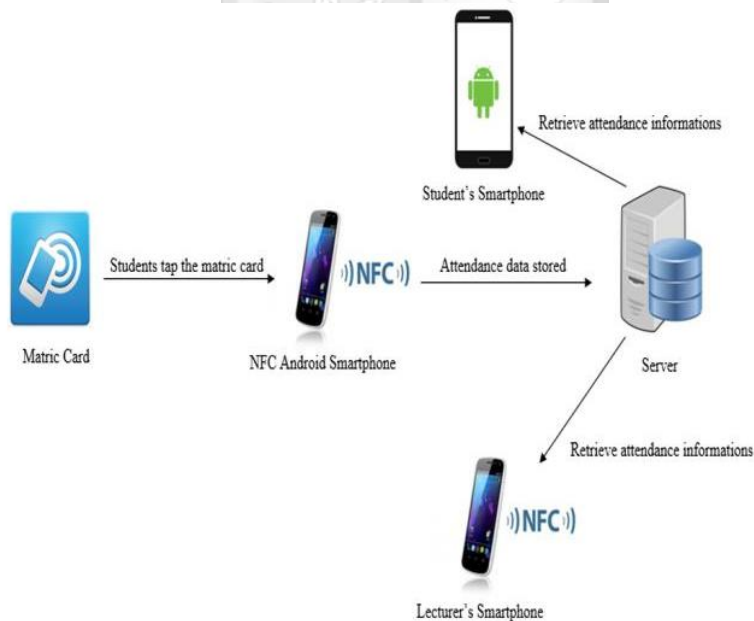 Retrieve attendance informations
Student's Smartphone
Students tap the matric card
NFC
Attendance data stored
Matric Card
NFC Android Smartphone
Server
Retrieve attendance informations
NFC
Lecturer's Smartphone